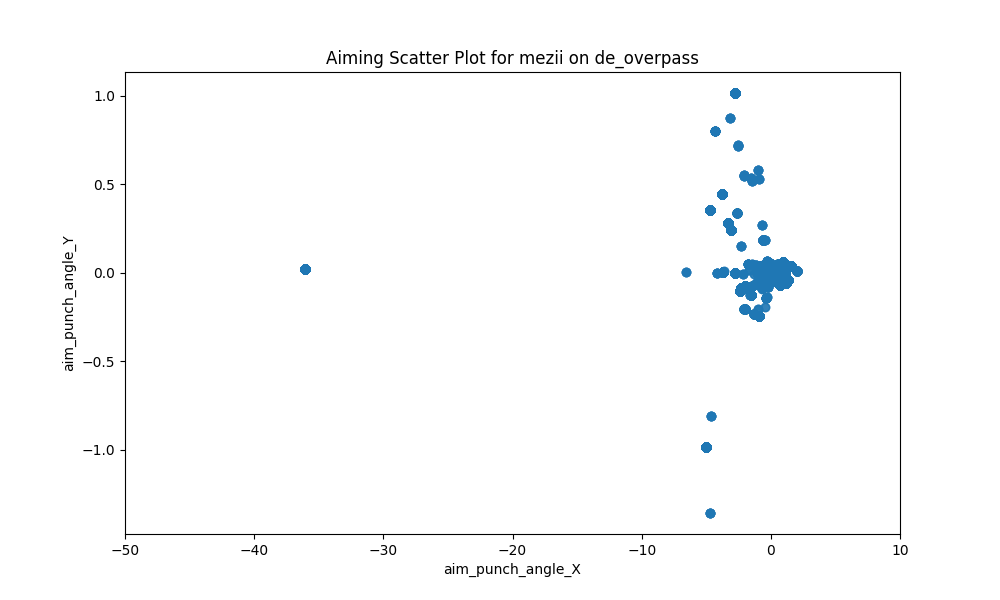 Aiming Scatter Plot for mezii on de_overpass
aim_punch_angle_Y
1.0
0.5
0.0
−0.5
−1.0
−50 −40 −30 −20 −10 0 10
aim_punch_angle_X